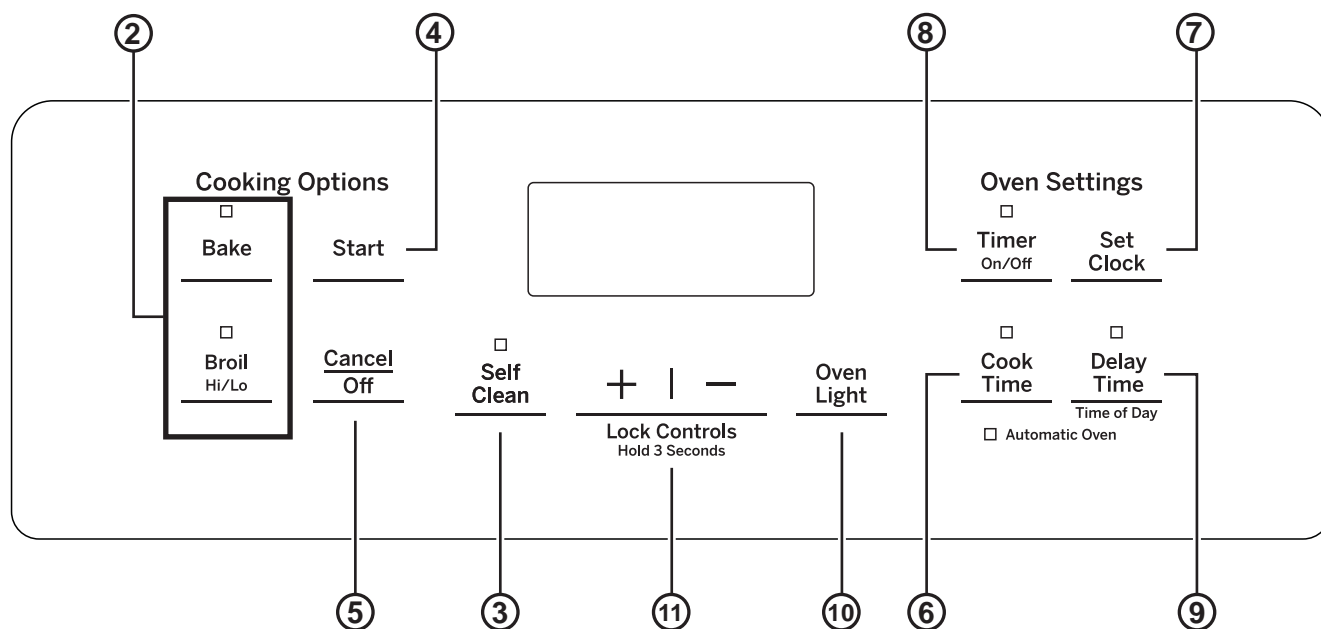 2
4
8
7
Cooking Options
Oven Settings
Bake
Start
Timer
On/Off
Set
Clock
Broil
Hi/Lo
Cancel
Off
Self
Clean
+ | −
Lock Controls
Hold 3 Seconds
Oven
Light
Cook
Time
Delay
Time
Time of Day
Automatic Oven
5
3
11
10
6
9